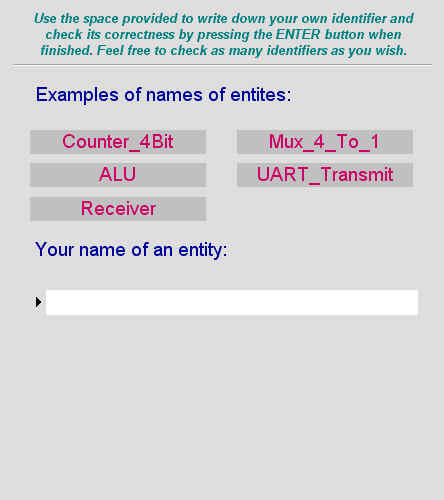 Use the space provided to write down your own identifier and
check its correctness by pressing the ENTER button when
finished. Feel free to check as many identifiers as you wish.
Examples of names of entites:
Counter_4Bit
Mux_4_To_1
ALU
UART_Transmit
Receiver
Your name of an entity: